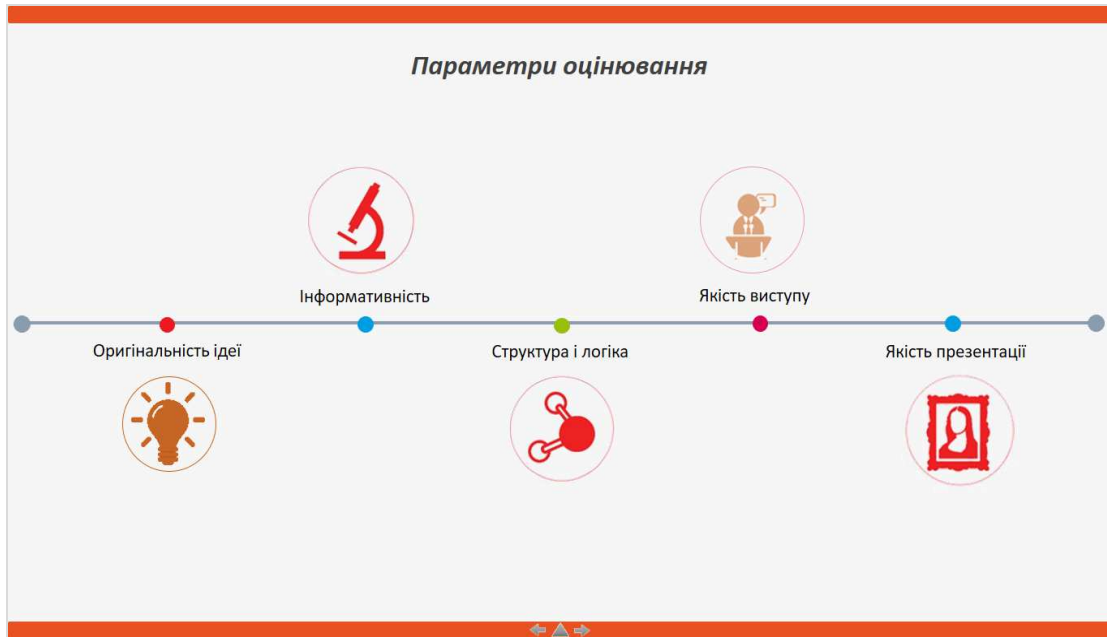 Параметри оцінювання
Інформативність
Якість виступу
Оригінальність ідеї
Структура і логіка
Якість презентації